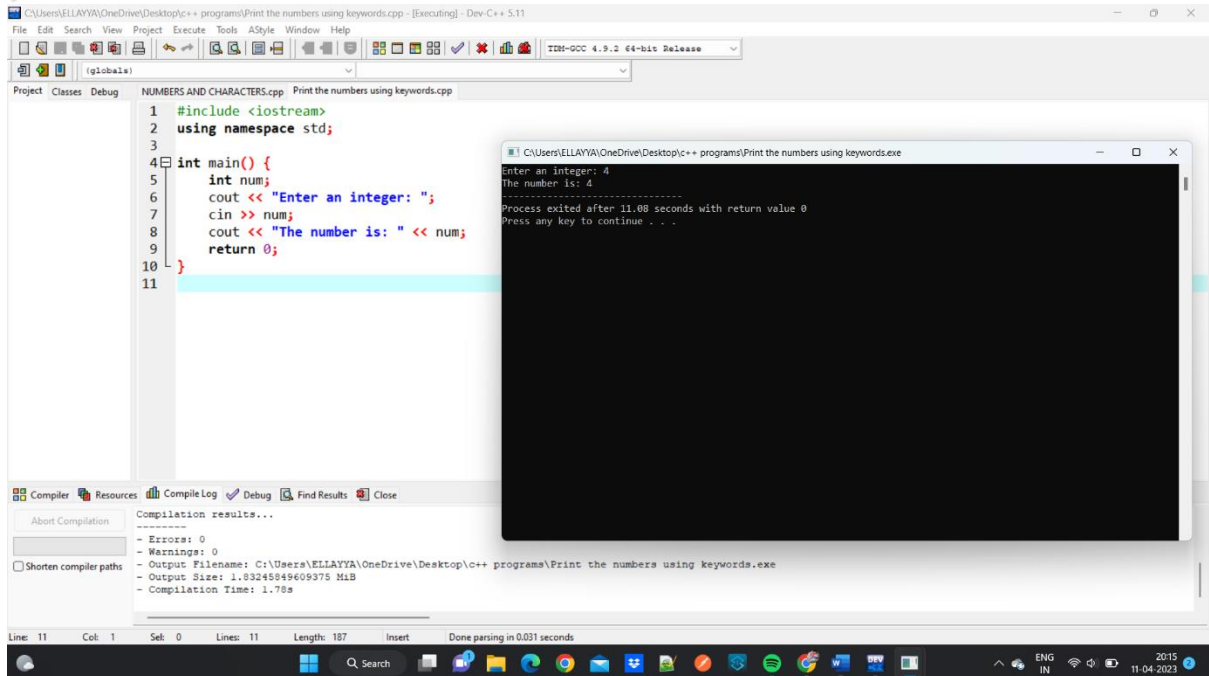 C:\Users\ELLAYYA\OneDrive\Desktop\c++ programs\Print the numbers using keywords.cpp - [Executing] - Dev-C++ 5.11
File Edit Search View Project Execute Tools AStyle Window Help
TDM-GCC 4.9.2 64-bit Release
(globals)
Project Classes Debug
NUMBERS AND CHARACTERS.cpp Print the numbers using keywords.cpp
1 #include <iostream>
2 using namespace std;
3
4 int main() {
5 int num;
6 cout << "Enter an integer: ";
7 cin >> num;
8 cout << "The number is: " << num;
9 return 0;
10 }
11
C:\Users\ELLAYYA\OneDrive\Desktop\c++ programs\Print the numbers using keywords.exe
Enter an integer: 4
The number is: 4
--------------------------------
Process exited after 11.08 seconds with return value 0
Press any key to continue . . .
Compiler Resources Compile Log Debug Find Results Close
Abort Compilation
Shorten compiler paths
Compilation results...
--------
- Errors: 0
- Warnings: 0
- Output Filename: C:\Users\ELLAYYA\OneDrive\Desktop\c++ programs\Print the numbers using keywords.exe
- Output Size: 1.83245849609375 MiB
- Compilation Time: 1.78s
Line: 11 Col: 1 Sel: 0 Lines: 11 Length: 187 Insert Done parsing in 0.031 seconds
Search
DEV
ENG
IN
20:15
11-04-2023
2